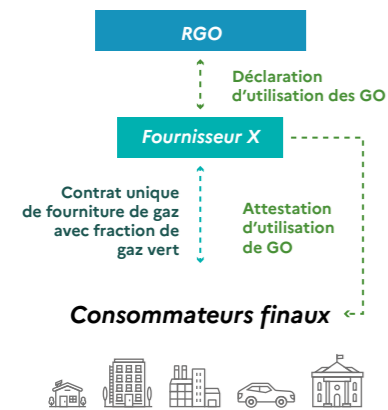 RGO
Déclaration
d'utilisation des GO
Fournisseur X
Contrat unique
de fourniture de gaz
avec fraction de
gaz vert
Attestation
d'utilisation
de GO
Consommateurs finaux